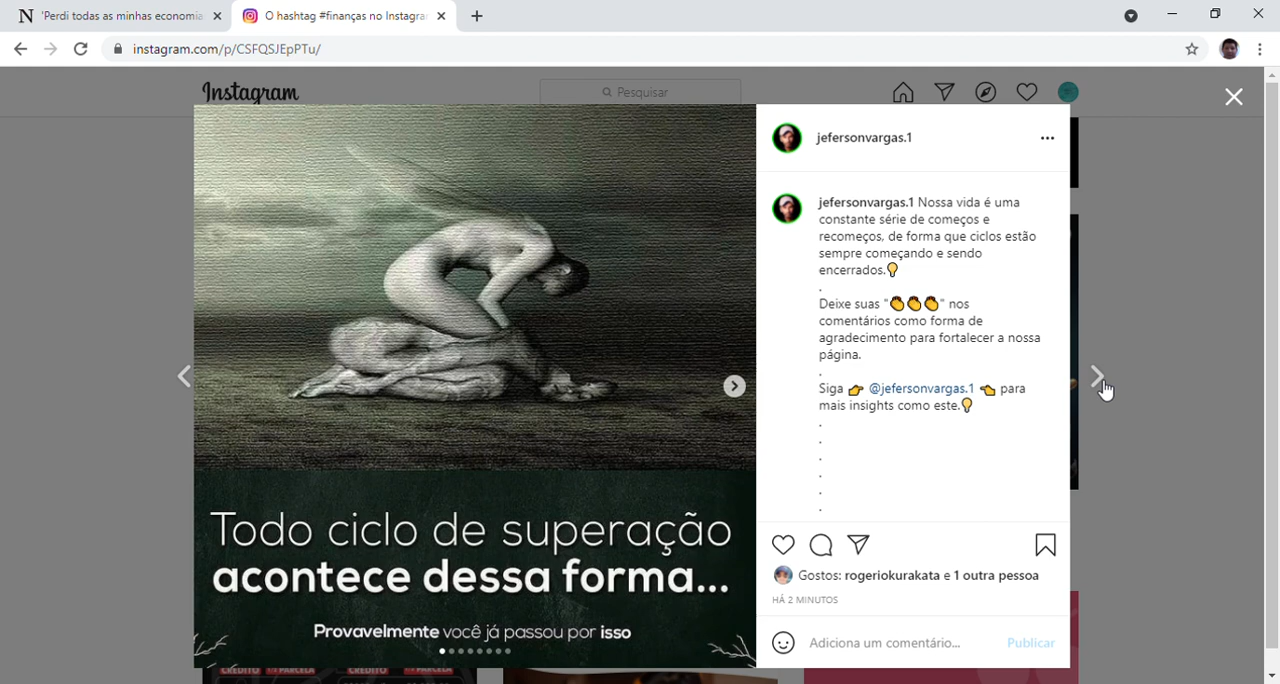 'Perdi todas as minhas economia
O hashtag #finanças no Instagra
instagram.com/p/CSFQSJEpPTu/
Instagram
Pesquisar
jefersonvargas.1
jefersonvargas.1 Nossa vida é uma
constante série de começos e
recomeços, de forma que ciclos estão
sempre começando e sendo
encerrados.💡
.
Deixe suas "👏👏👏" nos
comentários como forma de
agradecimento para fortalecer a nossa
página.
.
Siga 👉 @jefersonvargas.1 👈 para
mais insights como este.💡
.
.
.
.
.
.
Gostos: rogeriokurakata e 1 outra pessoa
HÁ 2 MINUTOS
Adiciona um comentário... Publicar
Todo ciclo de superação
acontece dessa forma...
Provavelmente você já passou por isso
CRÉDITO PARCELA CRÉDITO PARCELA